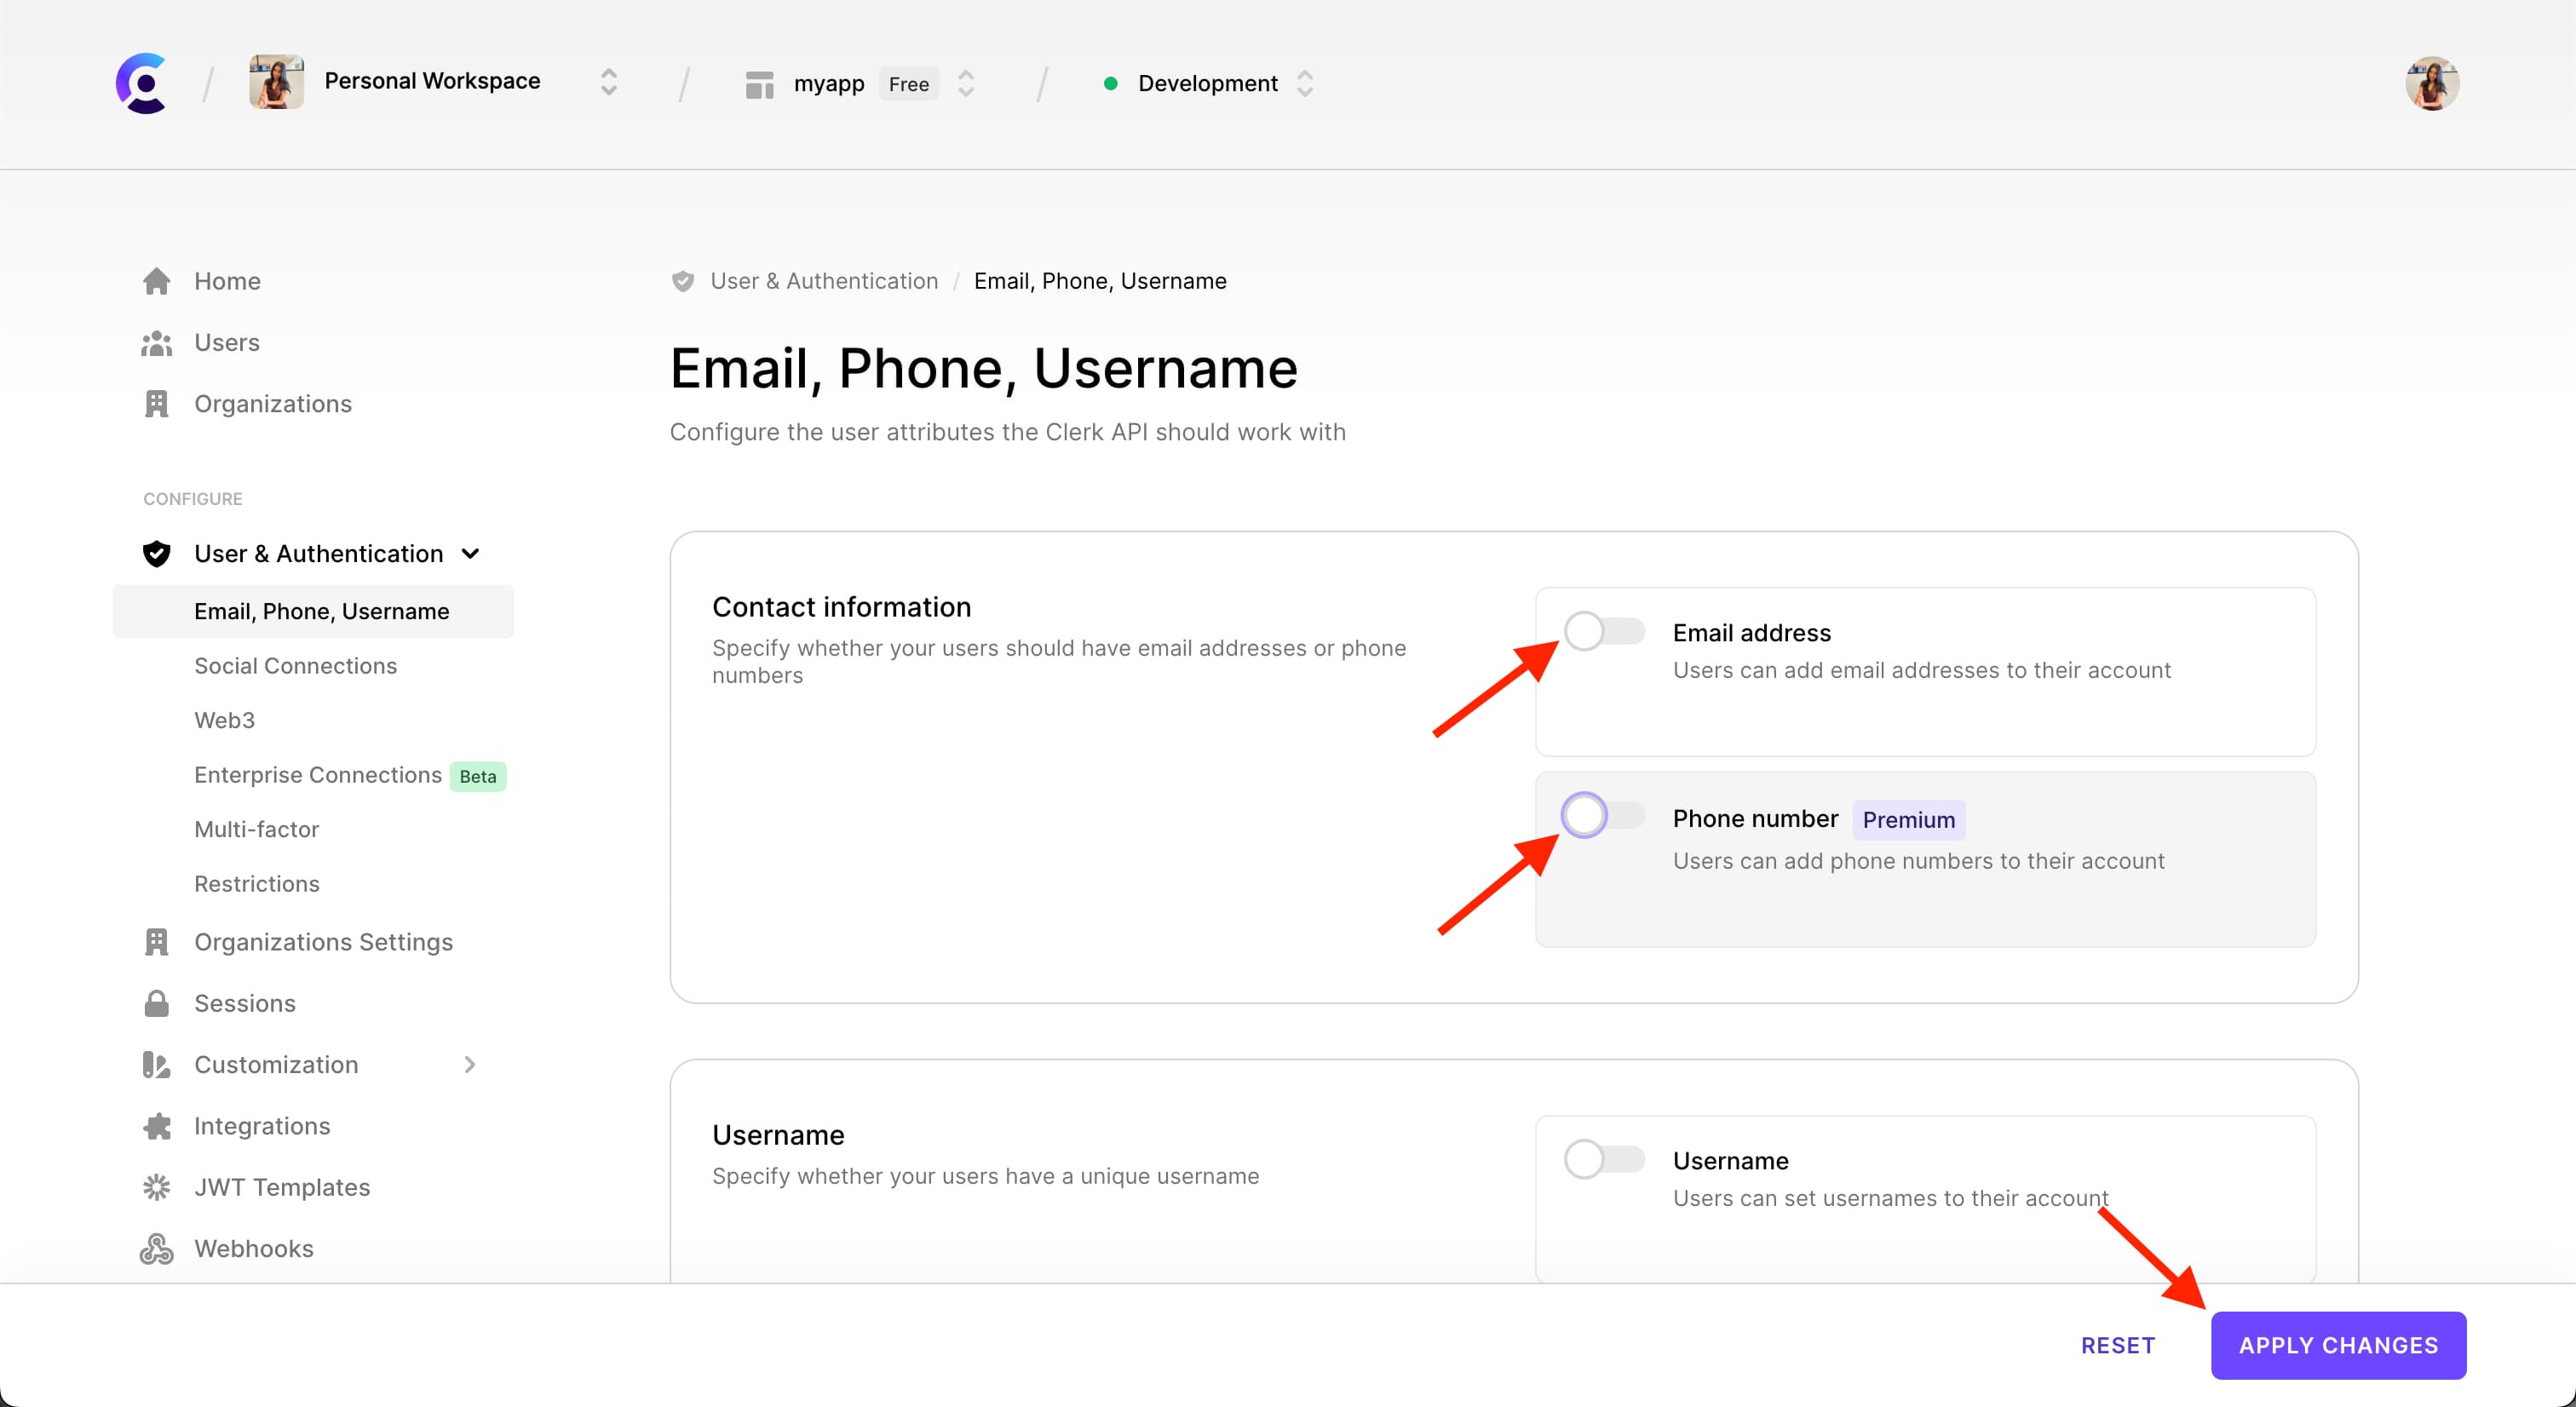 Personal Workspace
myapp Free
Development
Home
Users
Organizations
CONFIGURE
User & Authentication
Email, Phone, Username
Social Connections
Web3
Enterprise Connections Beta
Multi-factor
Restrictions
Organizations Settings
Sessions
Customization
Integrations
JWT Templates
Webhooks
User & Authentication / Email, Phone, Username
Email, Phone, Username
Configure the user attributes the Clerk API should work with
Contact information
Specify whether your users should have email addresses or phone
numbers
Email address
Users can add email addresses to their account
Phone number Premium
Users can add phone numbers to their account
Username
Specify whether your users have a unique username
Username
Users can set usernames to their account
RESET
APPLY CHANGES